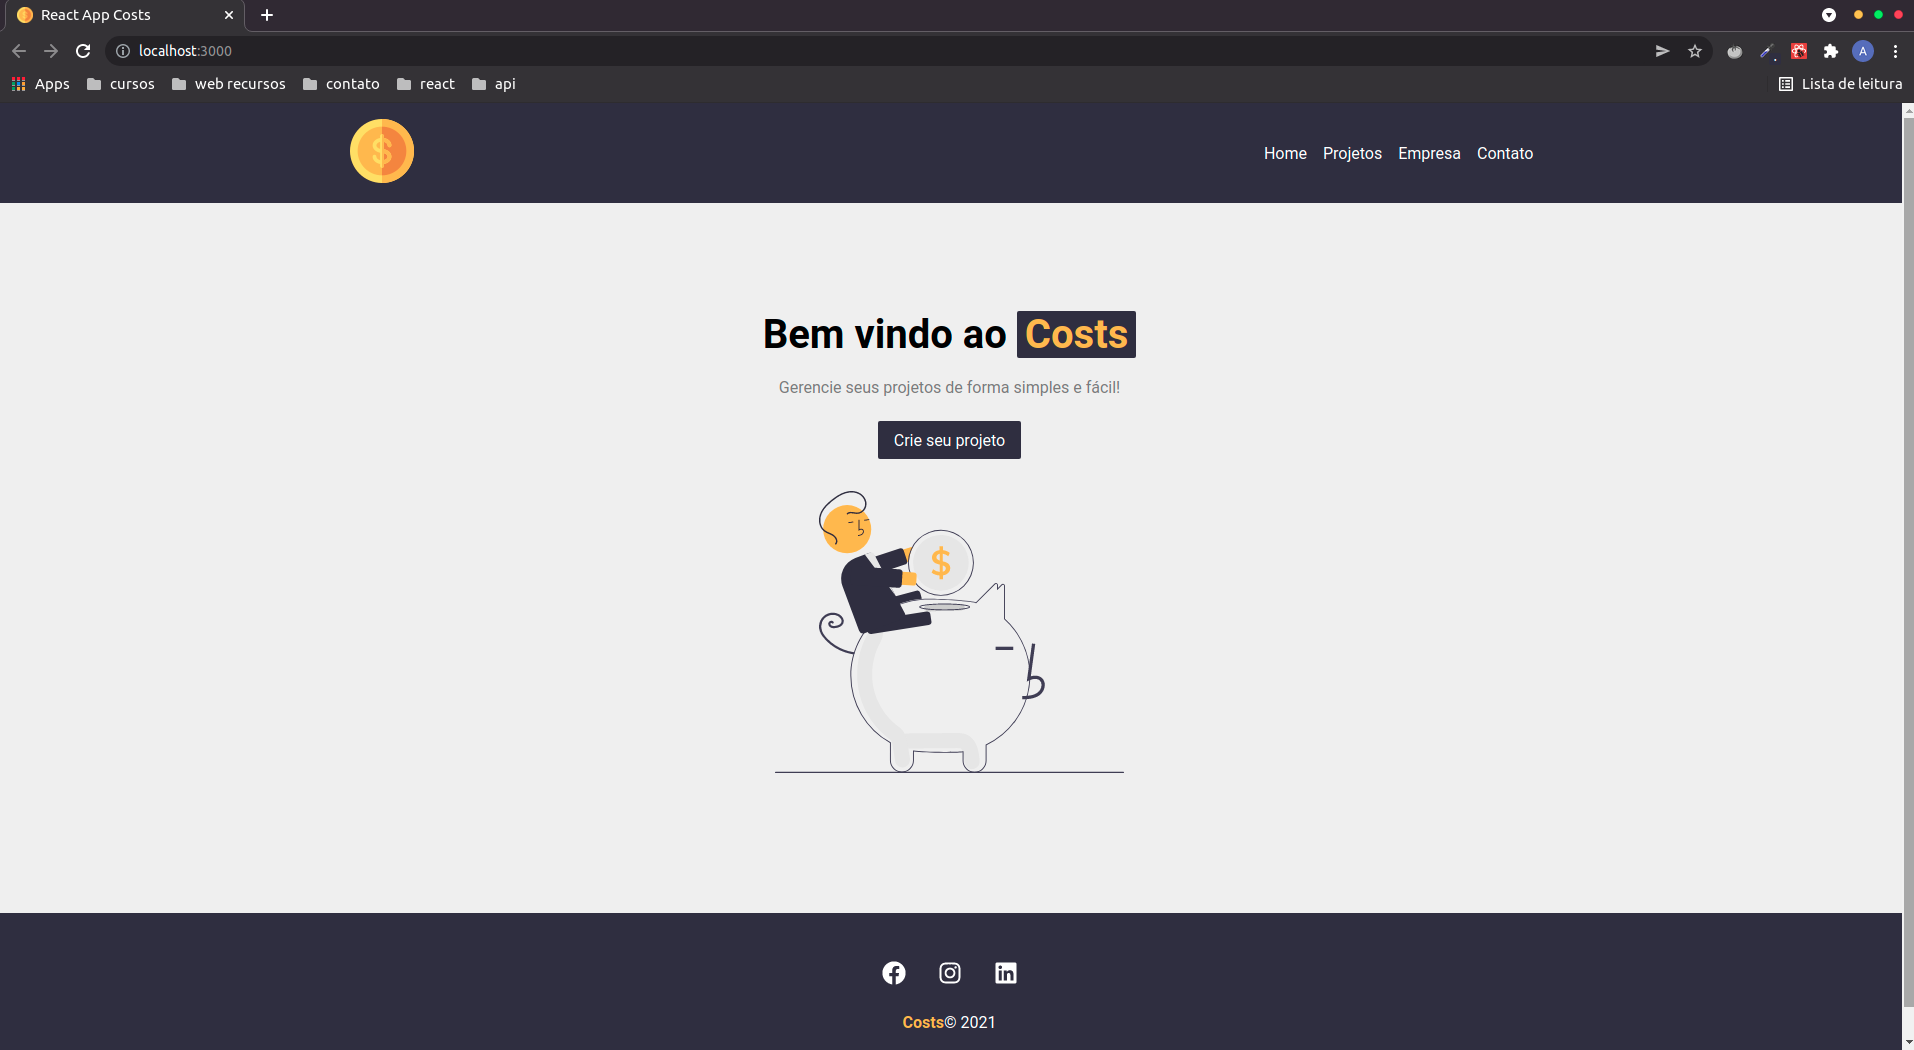 React App Costs
localhost:3000
A
Apps cursos web recursos contato react api Lista de leitura
$
Home Projetos Empresa Contato
Bem vindo ao Costs
Gerencie seus projetos de forma simples e fácil!
Crie seu projeto
$
Costs© 2021